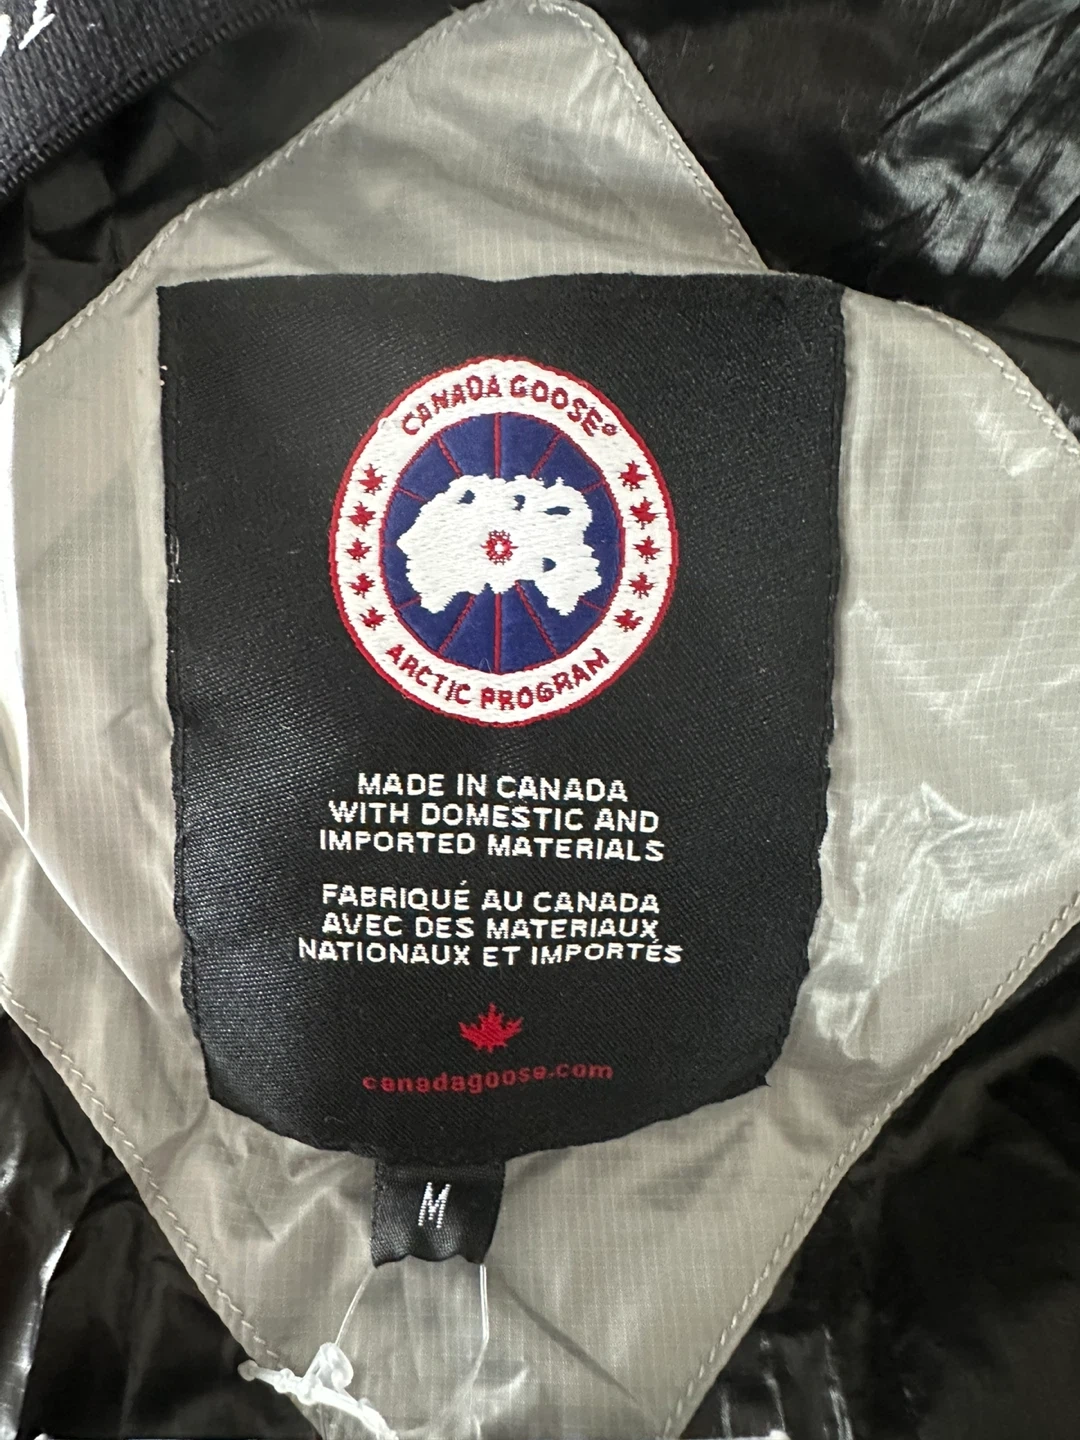 CANADA GOOSE®
ARCTIC PROGRAM
MADE IN CANADA
WITH DOMESTIC AND
IMPORTED MATERIALS
FABRIQUÉ AU CANADA
AVEC DES MATERIAUX
NATIONAUX ET IMPORTÉS
canadagoose.com
M